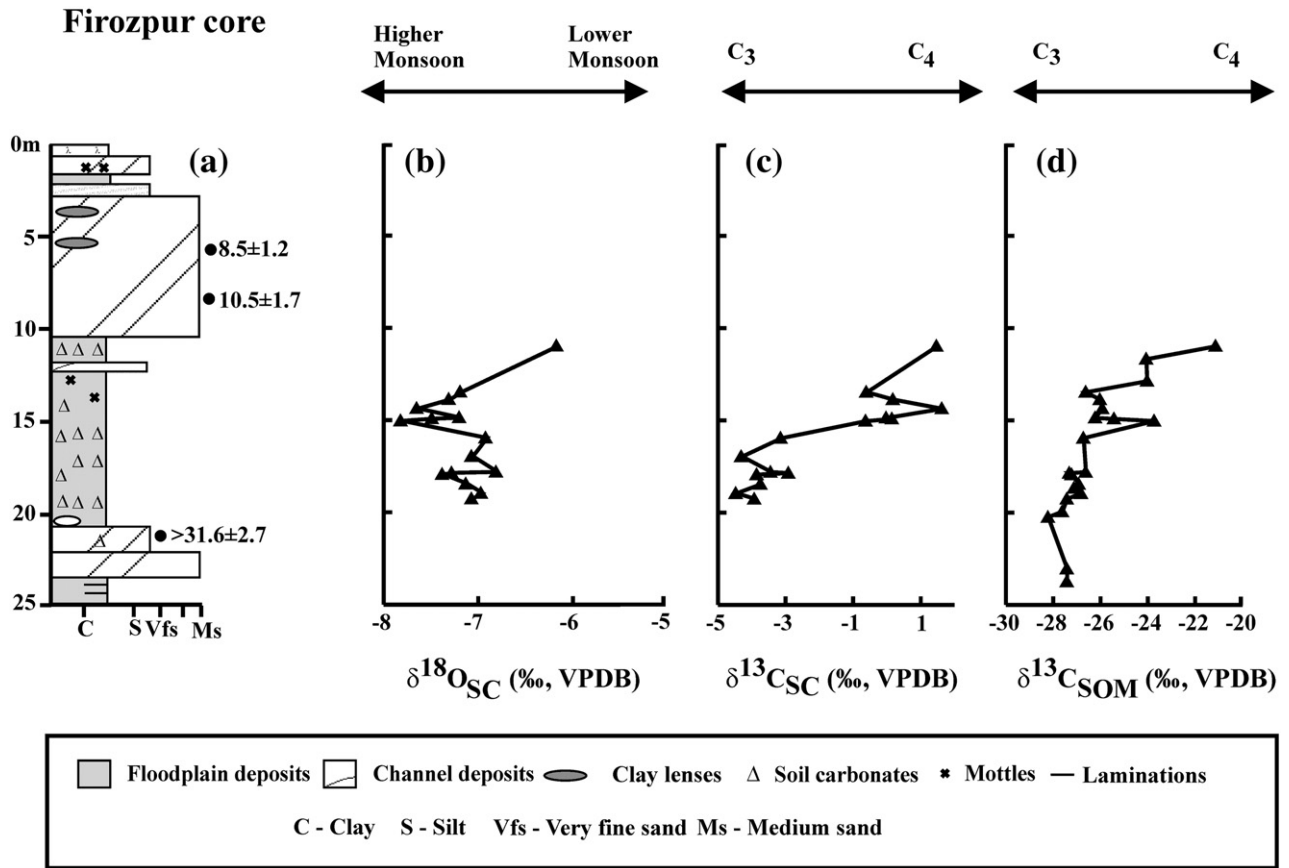 Firozpur core
Higher Monsoon
Lower Monsoon
C3
C4
C3
C4
0m
5
10
15
20
25
(a)
8.5±1.2
10.5±1.7
>31.6±2.7
C
S
Vfs
Ms
(b)
-8
-7
-6
-5
δ18OSC (‰, VPDB)
(c)
-5
-3
-1
1
δ13CSC (‰, VPDB)
(d)
-30
-28
-26
-24
-22
-20
δ13CSOM (‰, VPDB)
Floodplain deposits
Channel deposits
Clay lenses
Soil carbonates
Mottles
Laminations
C - Clay
S - Silt
Vfs - Very fine sand
Ms - Medium sand